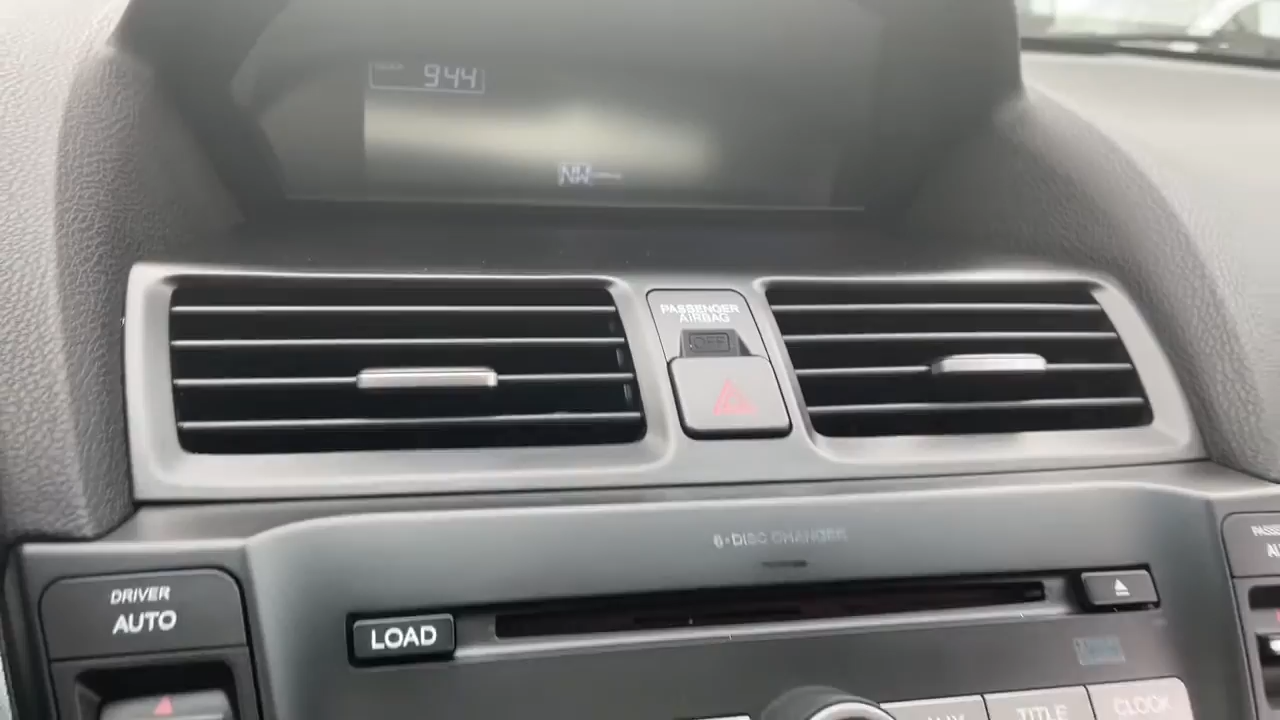 944
NW
PASSENGER
AIRBAG
OFF
6·DISC CHANGER
DRIVER
AUTO
LOAD
TITLE
CLOCK